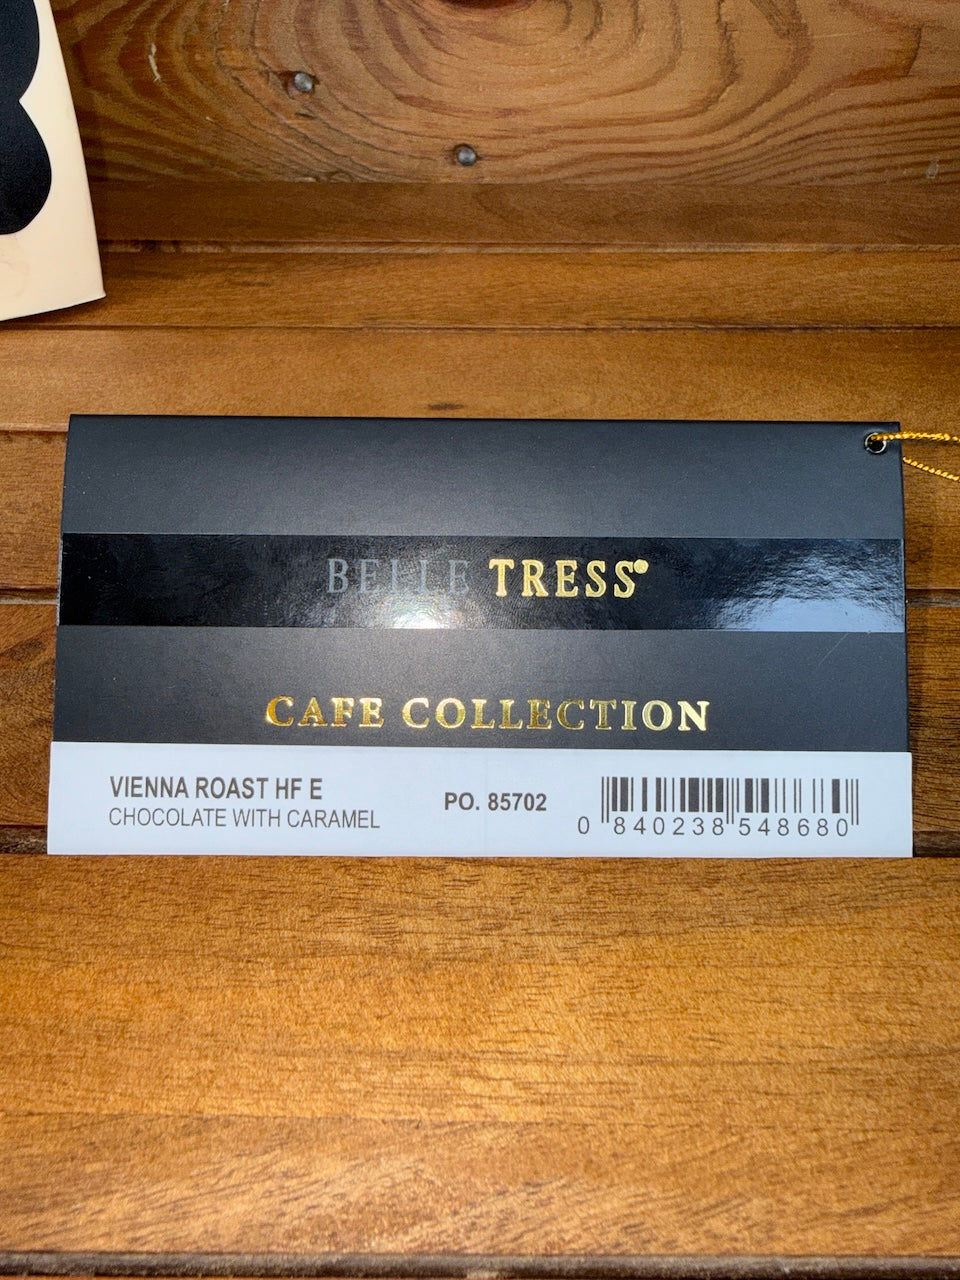 BELLE TRESS®
CAFE COLLECTION
VIENNA ROAST HF E
CHOCOLATE WITH CARAMEL
PO. 85702
0 840238 548680